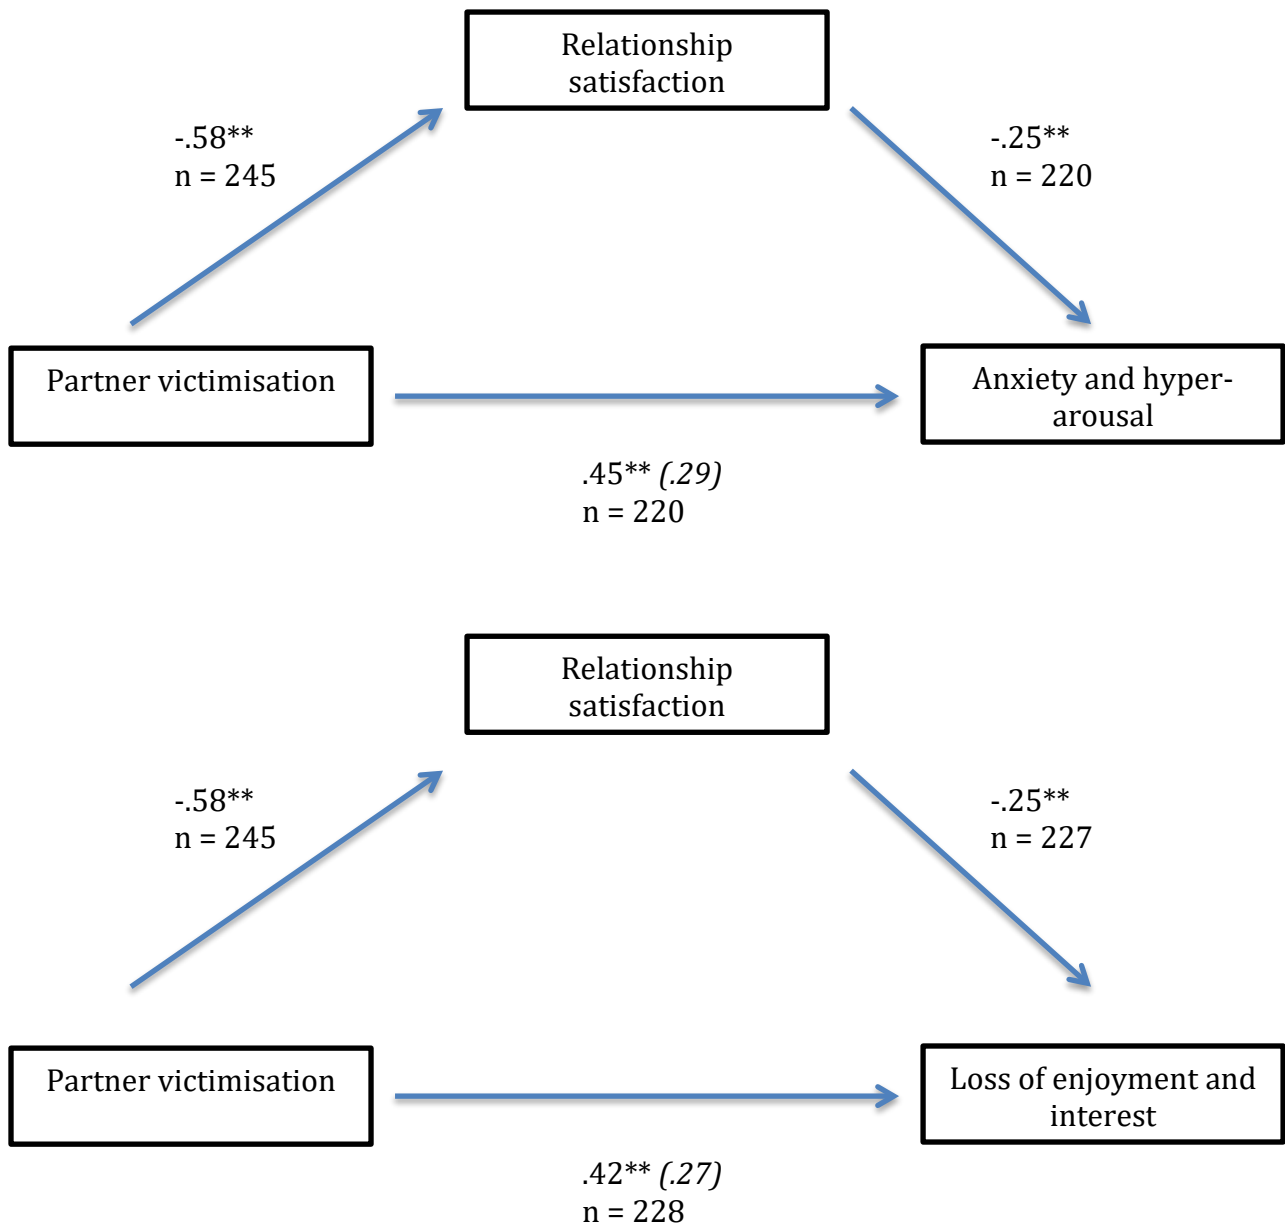 Relationship
satisfaction
-.58**
n = 245
-.25**
n = 220
Partner victimisation
Anxiety and hyper-
arousal
.45** (.29)
n = 220
Relationship
satisfaction
-.58**
n = 245
-.25**
n = 227
Partner victimisation
Loss of enjoyment and
interest
.42** (.27)
n = 228